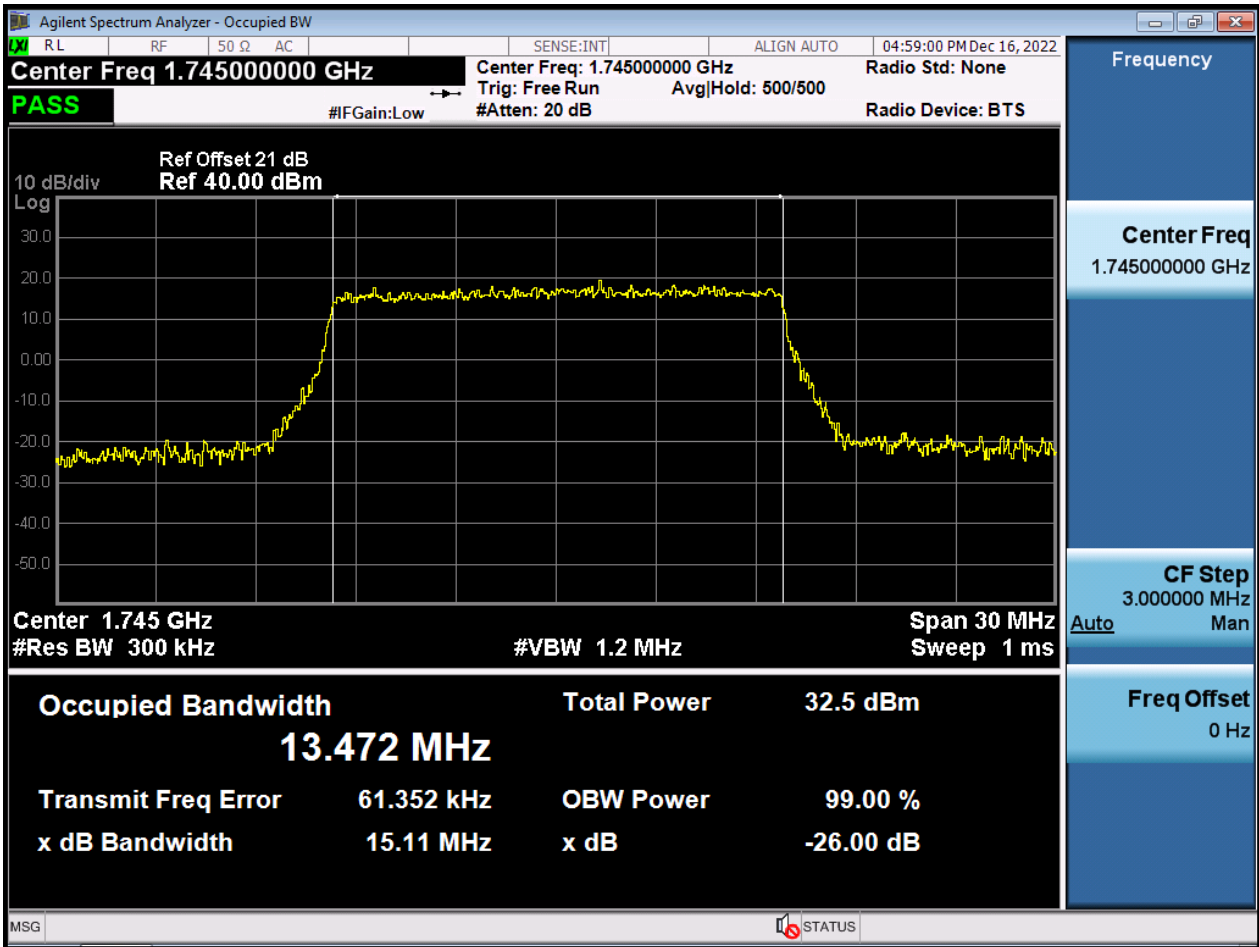 Agilent Spectrum Analyzer - Occupied BW
LXI RL RF 50 Ω AC SENSE:INT ALIGN AUTO 04:59:00 PM Dec 16, 2022
Center Freq 1.745000000 GHz
Center Freq: 1.745000000 GHz
Radio Std: None
Trig: Free Run Avg|Hold: 500/500
PASS
#IFGain:Low
#Atten: 20 dB
Radio Device: BTS
Ref Offset 21 dB
10 dB/div Ref 40.00 dBm
Log
30.0
20.0
10.0
0.00
-10.0
-20.0
-30.0
-40.0
-50.0
Center 1.745 GHz Span 30 MHz
#Res BW 300 kHz #VBW 1.2 MHz Sweep 1 ms
Occupied Bandwidth Total Power 32.5 dBm
13.472 MHz
Transmit Freq Error 61.352 kHz OBW Power 99.00 %
x dB Bandwidth 15.11 MHz x dB -26.00 dB
MSG STATUS
Frequency
Center Freq
1.745000000 GHz
CF Step
3.000000 MHz
Auto Man
Freq Offset
0 Hz